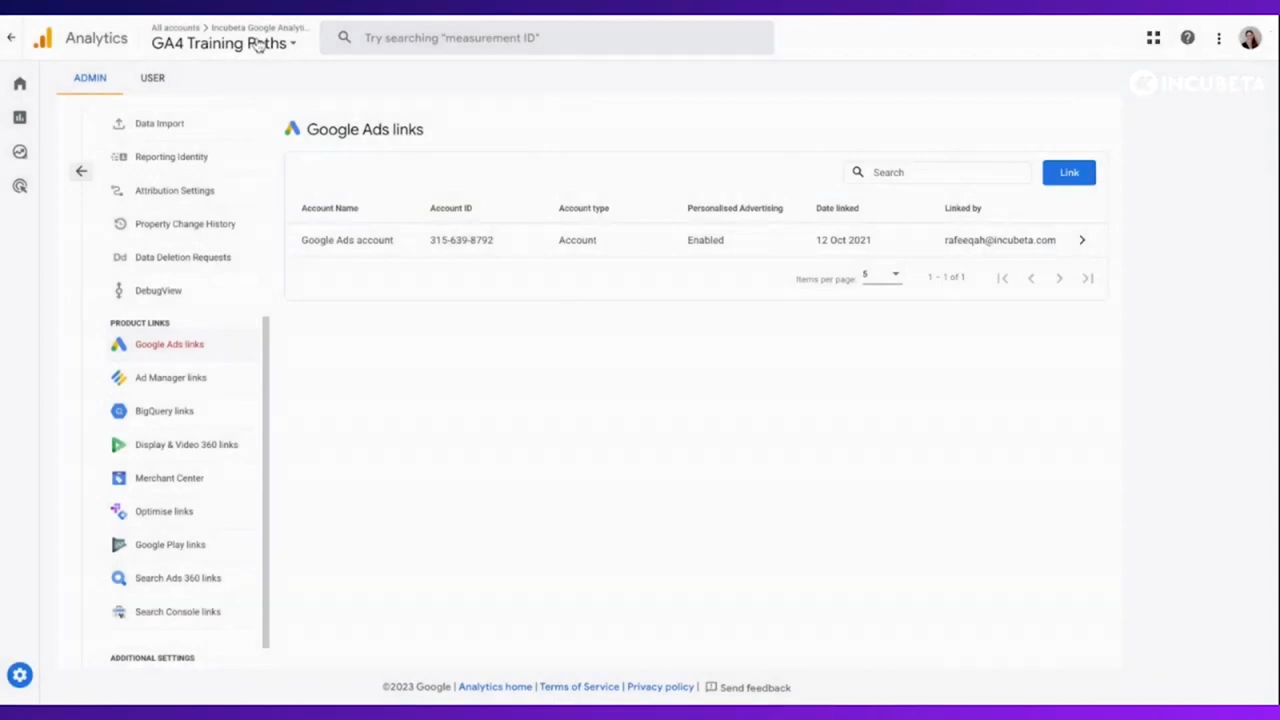 All accounts > Incubeta Google Analyti...
Analytics
GA4 Training Paths
Try searching "measurement ID"
INCUBETA
ADMIN
USER
Data Import
Reporting Identity
Attribution Settings
Property Change History
Dd Data Deletion Requests
DebugView
PRODUCT LINKS
Google Ads links
Ad Manager links
BigQuery links
Display & Video 360 links
Merchant Center
Optimise links
Google Play links
Search Ads 360 links
Search Console links
ADDITIONAL SETTINGS
Google Ads links
Search
Link
Account Name Account ID Account type Personalised Advertising Date linked Linked by
Google Ads account 315-639-8792 Account Enabled 12 Oct 2021 rafeeqah@incubeta.com
Items per page: 5 1 – 1 of 1
©2023 Google | Analytics home | Terms of Service | Privacy policy | Send feedback